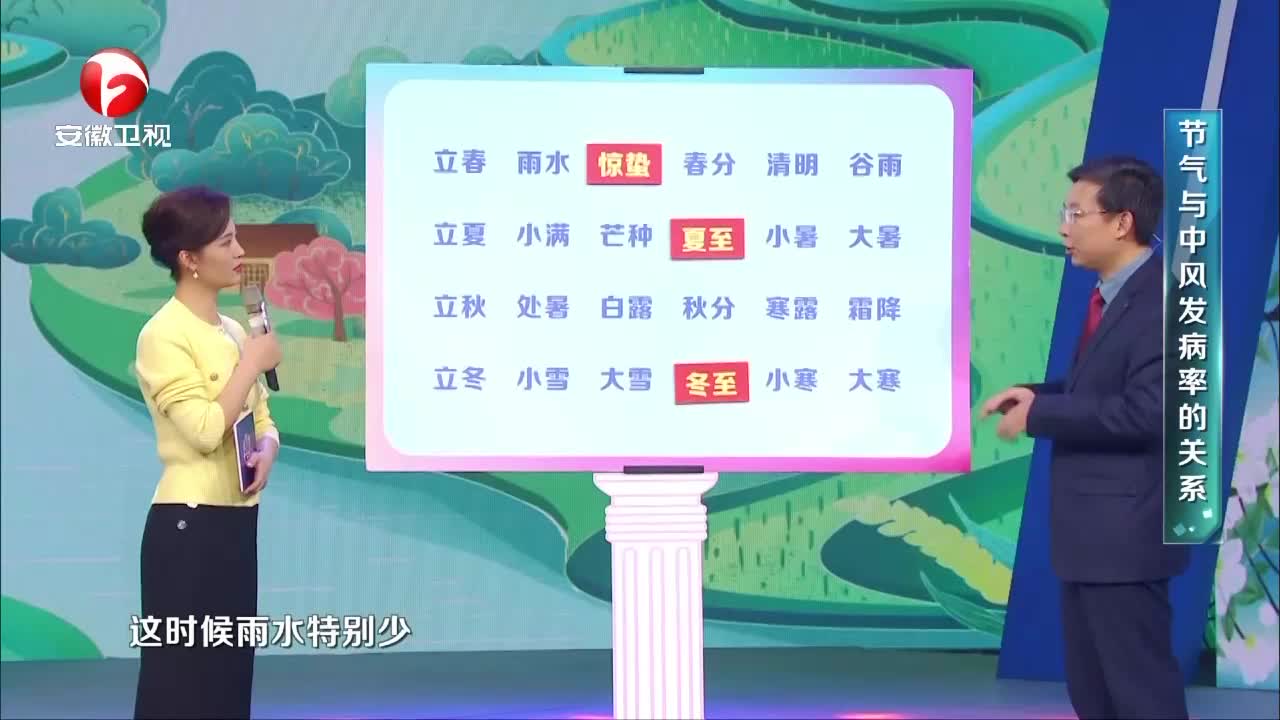 安徽卫视
立春 雨水 惊蛰 春分 清明 谷雨
立夏 小满 芒种 夏至 小暑 大暑
立秋 处暑 白露 秋分 寒露 霜降
立冬 小雪 大雪 冬至 小寒 大寒
节气与中风发病率的关系
这时候雨水特别少